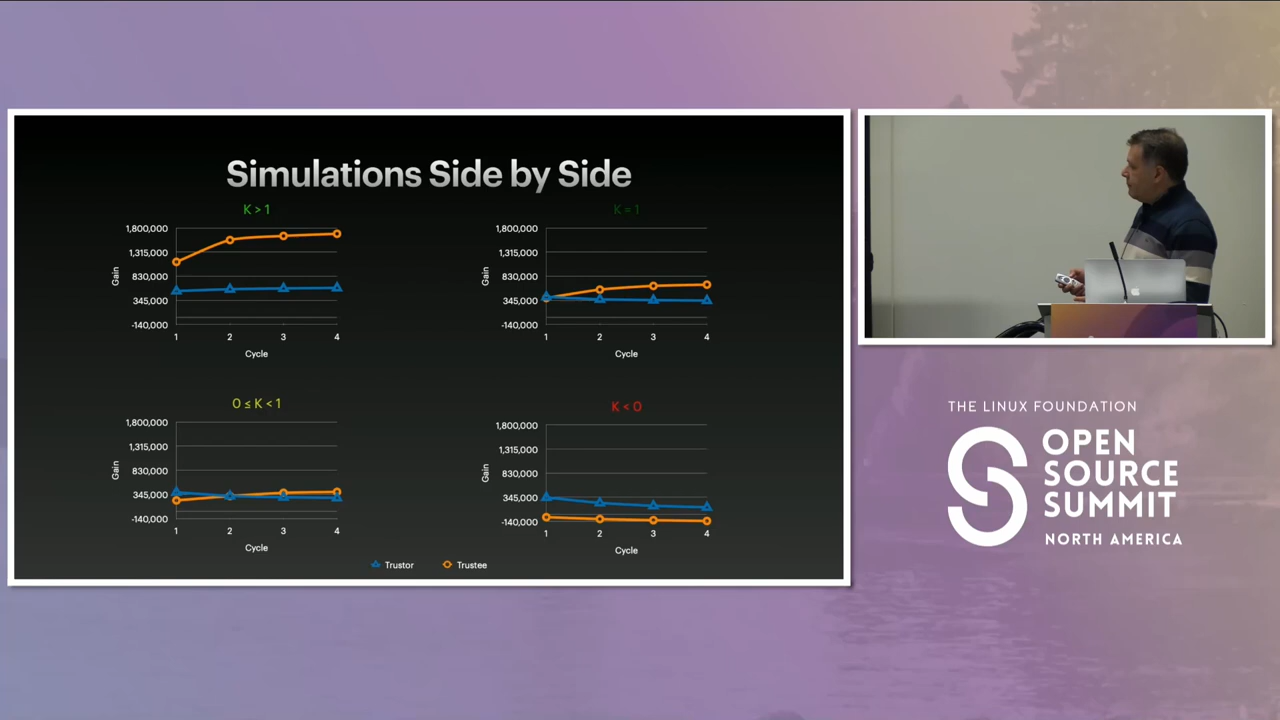 Simulations Side by Side
K > 1
1,800,000
1,315,000
830,000
345,000
-140,000
Gain
1 2 3 4
Cycle
K = 1
1,800,000
1,315,000
830,000
345,000
-140,000
Gain
1 2 3 4
Cycle
0 ≤ K < 1
1,800,000
1,315,000
830,000
345,000
-140,000
Gain
1 2 3 4
Cycle
K < 0
1,800,000
1,315,000
830,000
345,000
-140,000
Gain
1 2 3 4
Cycle
Trustor Trustee
THE LINUX FOUNDATION
OPEN
SOURCE
SUMMIT
NORTH AMERICA